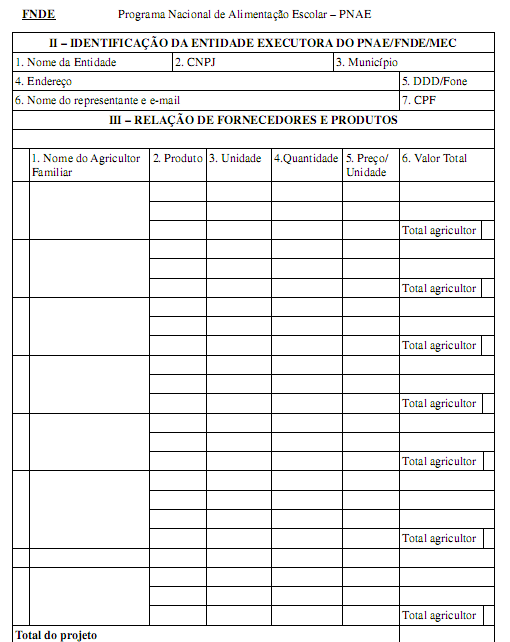 FNDE Programa Nacional de Alimentação Escolar – PNAE
II – IDENTIFICAÇÃO DA ENTIDADE EXECUTORA DO PNAE/FNDE/MEC
1. Nome da Entidade 2. CNPJ 3. Município
4. Endereço 5. DDD/Fone
6. Nome do representante e e-mail 7. CPF
III – RELAÇÃO DE FORNECEDORES E PRODUTOS
1. Nome do Agricultor 2. Produto 3. Unidade 4.Quantidade 5. Preço/ 6. Valor Total
Familiar Unidade
Total agricultor
Total agricultor
Total agricultor
Total agricultor
Total agricultor
Total agricultor
Total agricultor
Total do projeto